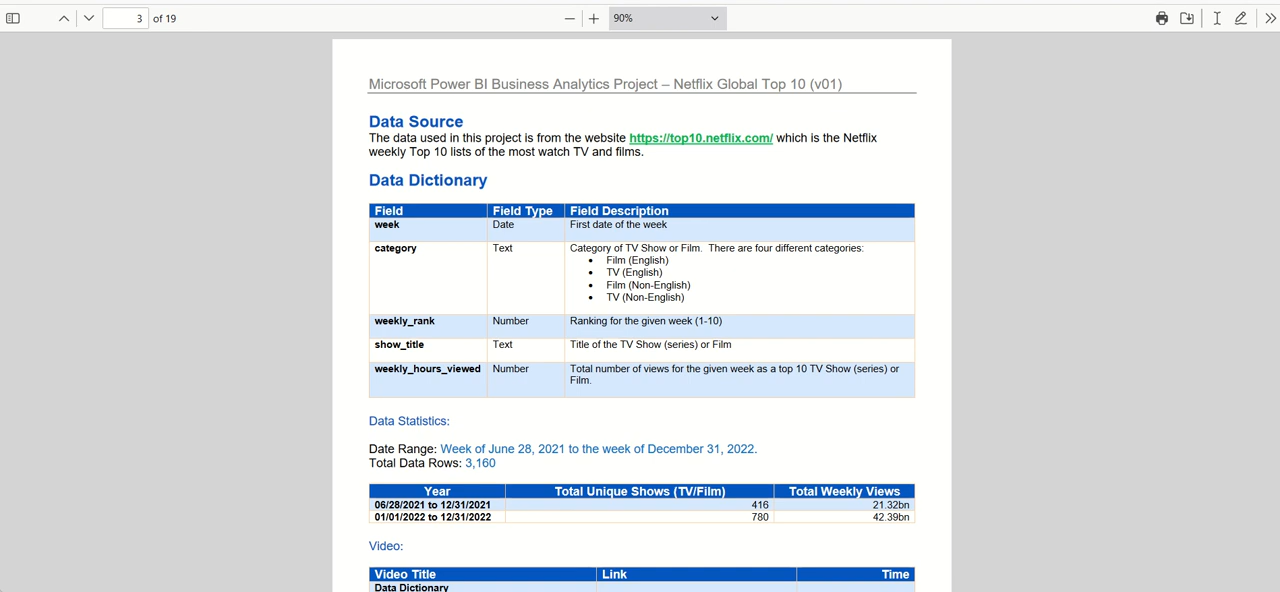 3 of 19
90%
Microsoft Power BI Business Analytics Project – Netflix Global Top 10 (v01)
Data Source
The data used in this project is from the website https://top10.netflix.com/ which is the Netflix
weekly Top 10 lists of the most watch TV and films.
Data Dictionary
Field Field Type Field Description
week Date First date of the week
category Text Category of TV Show or Film. There are four different categories:
• Film (English)
• TV (English)
• Film (Non-English)
• TV (Non-English)
weekly_rank Number Ranking for the given week (1-10)
show_title Text Title of the TV Show (series) or Film
weekly_hours_viewed Number Total number of views for the given week as a top 10 TV Show (series) or
Film.
Data Statistics:
Date Range: Week of June 28, 2021 to the week of December 31, 2022.
Total Data Rows: 3,160
Year Total Unique Shows (TV/Film) Total Weekly Views
06/28/2021 to 12/31/2021 416 21.32bn
01/01/2022 to 12/31/2022 780 42.39bn
Video:
Video Title Link Time
Data Dictionary